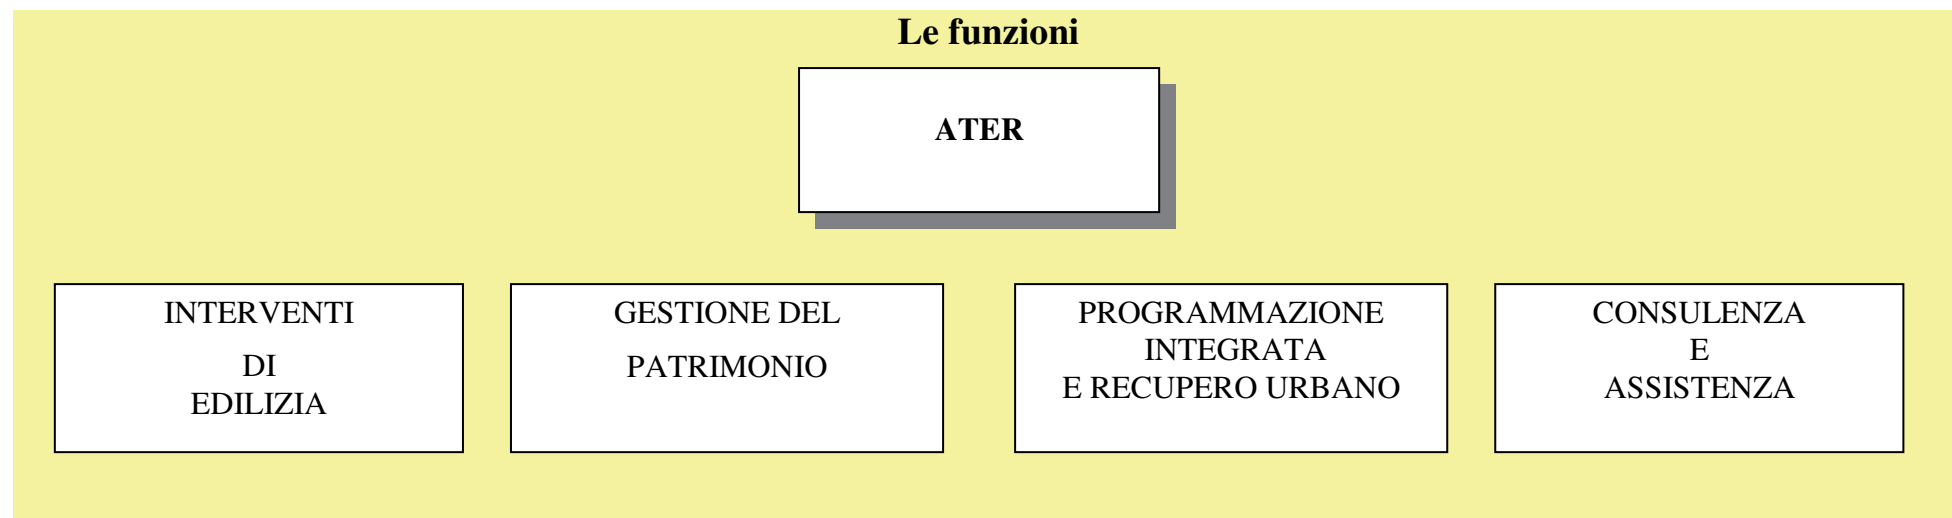 Le funzioni
ATER
INTERVENTI
DI
EDILIZIA
GESTIONE DEL
PATRIMONIO
PROGRAMMAZIONE
INTEGRATA
E RECUPERO URBANO
CONSULENZA
E
ASSISTENZA